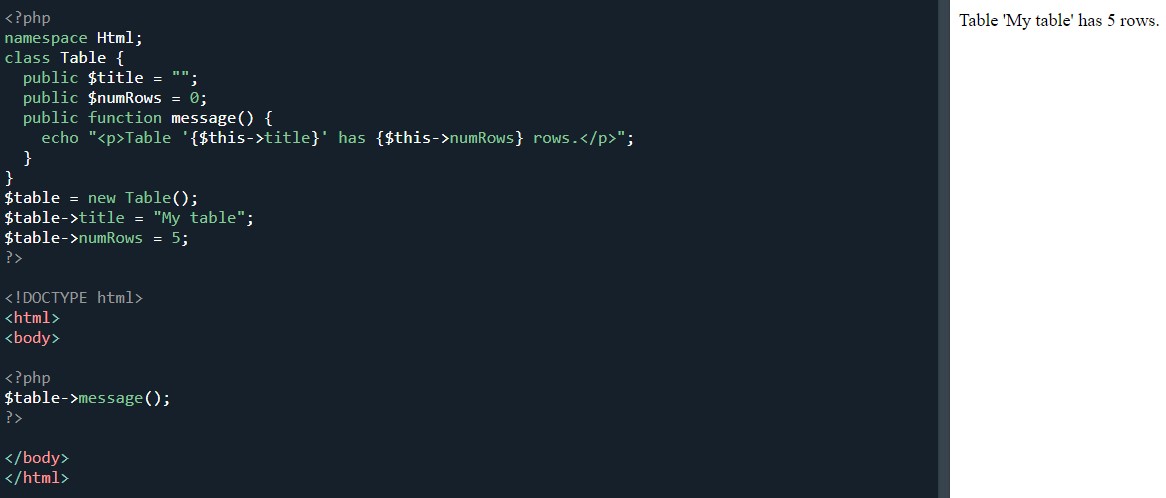 <?php
namespace Html;
class Table {
  public $title = "";
  public $numRows = 0;
  public function message() {
    echo "<p>Table '{$this->title}' has {$this->numRows} rows.</p>";
  }
}
$table = new Table();
$table->title = "My table";
$table->numRows = 5;
?>

<!DOCTYPE html>
<html>
<body>

<?php
$table->message();
?>

</body>
</html>
Table 'My table' has 5 rows.